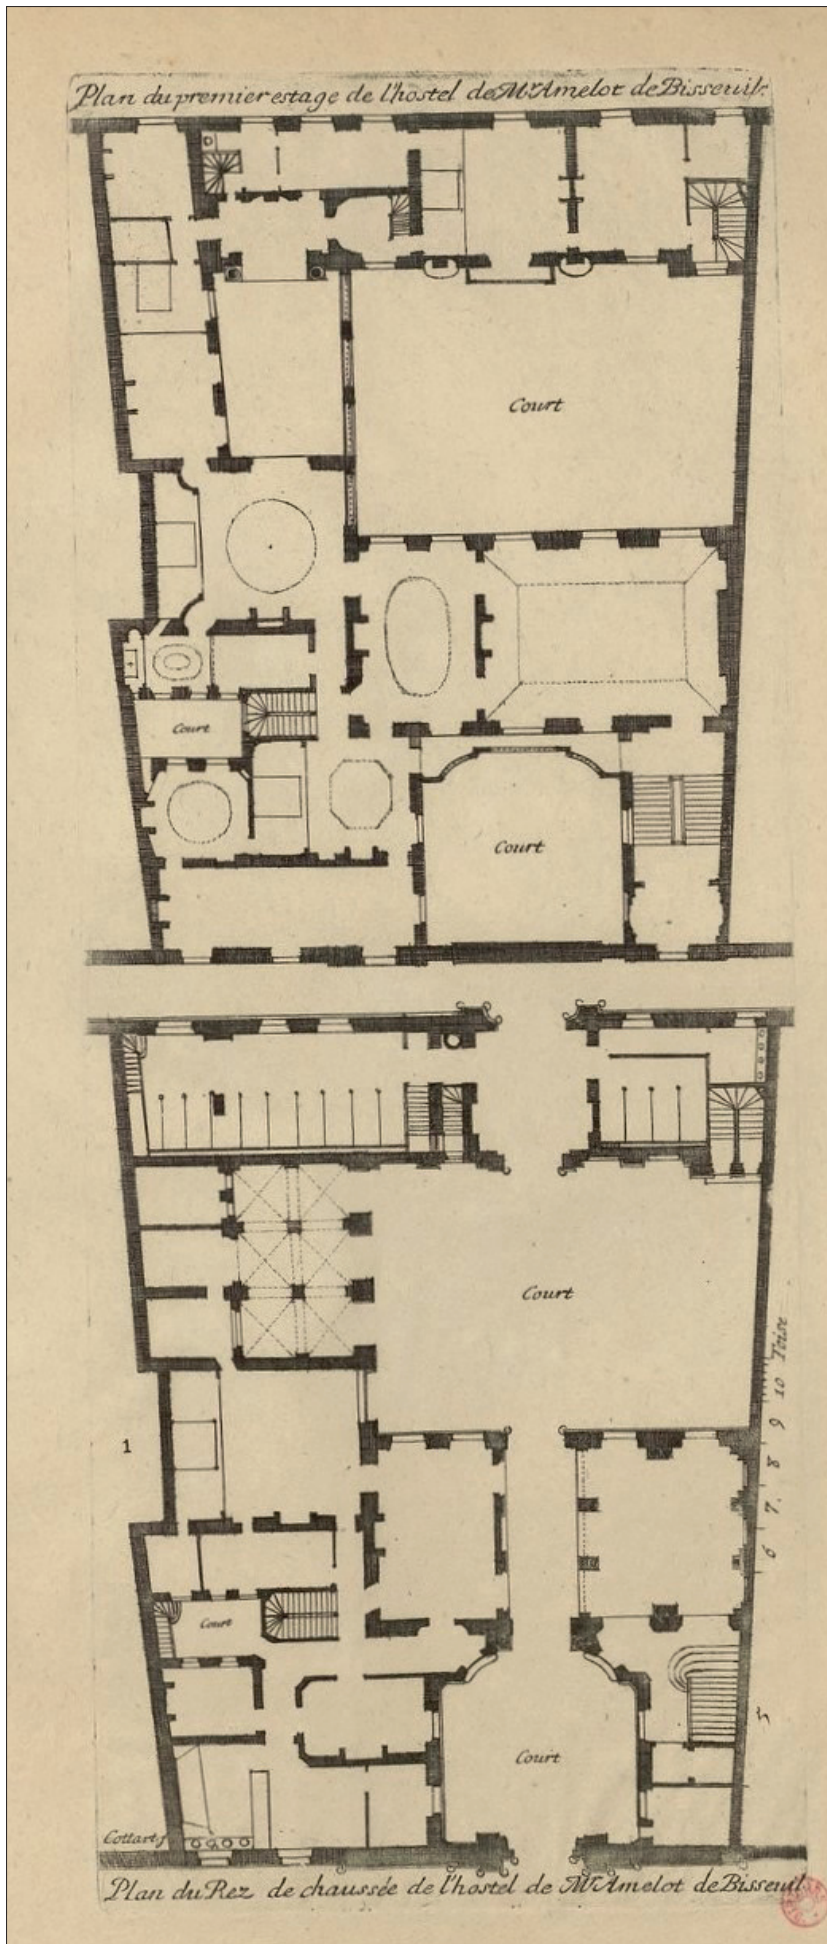 Plan du premier estage de l'hostel de Mr Amelot de Bisseuil.
Court
Court
Court
Court
10 Toise
9
8
7.
6
5
1
Court
Court
Cottart f
Plan du Rez de chaussée de l'hostel de Mr Amelot de Bisseuil